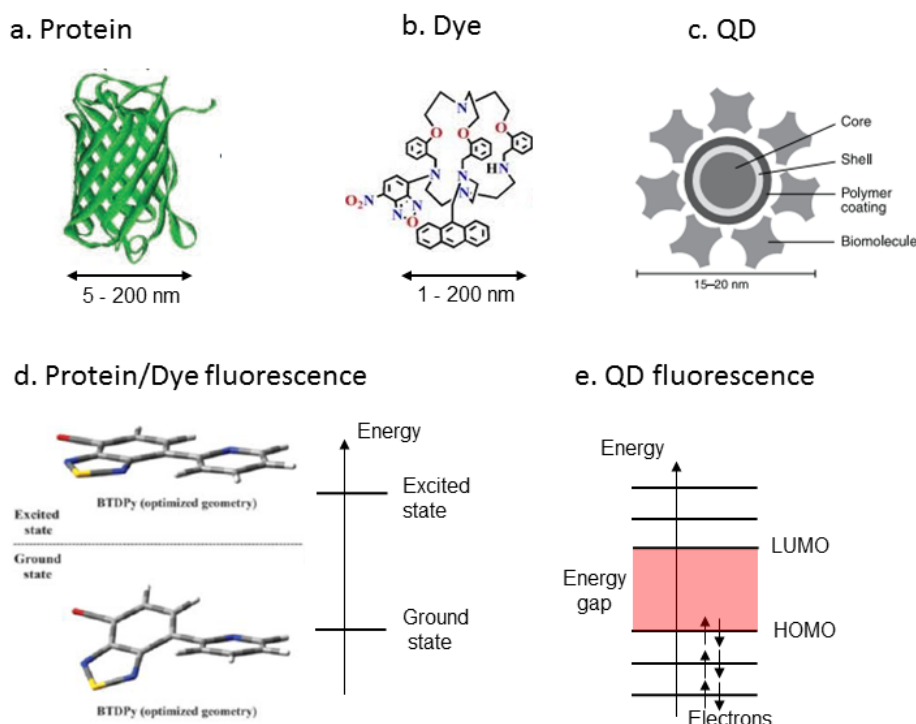 a. Protein
b. Dye
c. QD
5 - 200 nm
N
O
O
O
N
N
H
N
O₂N
N
N
O
1 - 200 nm
Core
Shell
Polymer
coating
Biomolecule
15–20 nm
d. Protein/Dye fluorescence
BTDPy (optimized geometry)
Excited
state
Ground
state
BTDPy (optimized geometry)
Energy
Excited
state
Ground
state
e. QD fluorescence
Energy
LUMO
Energy
gap
HOMO
Electrons